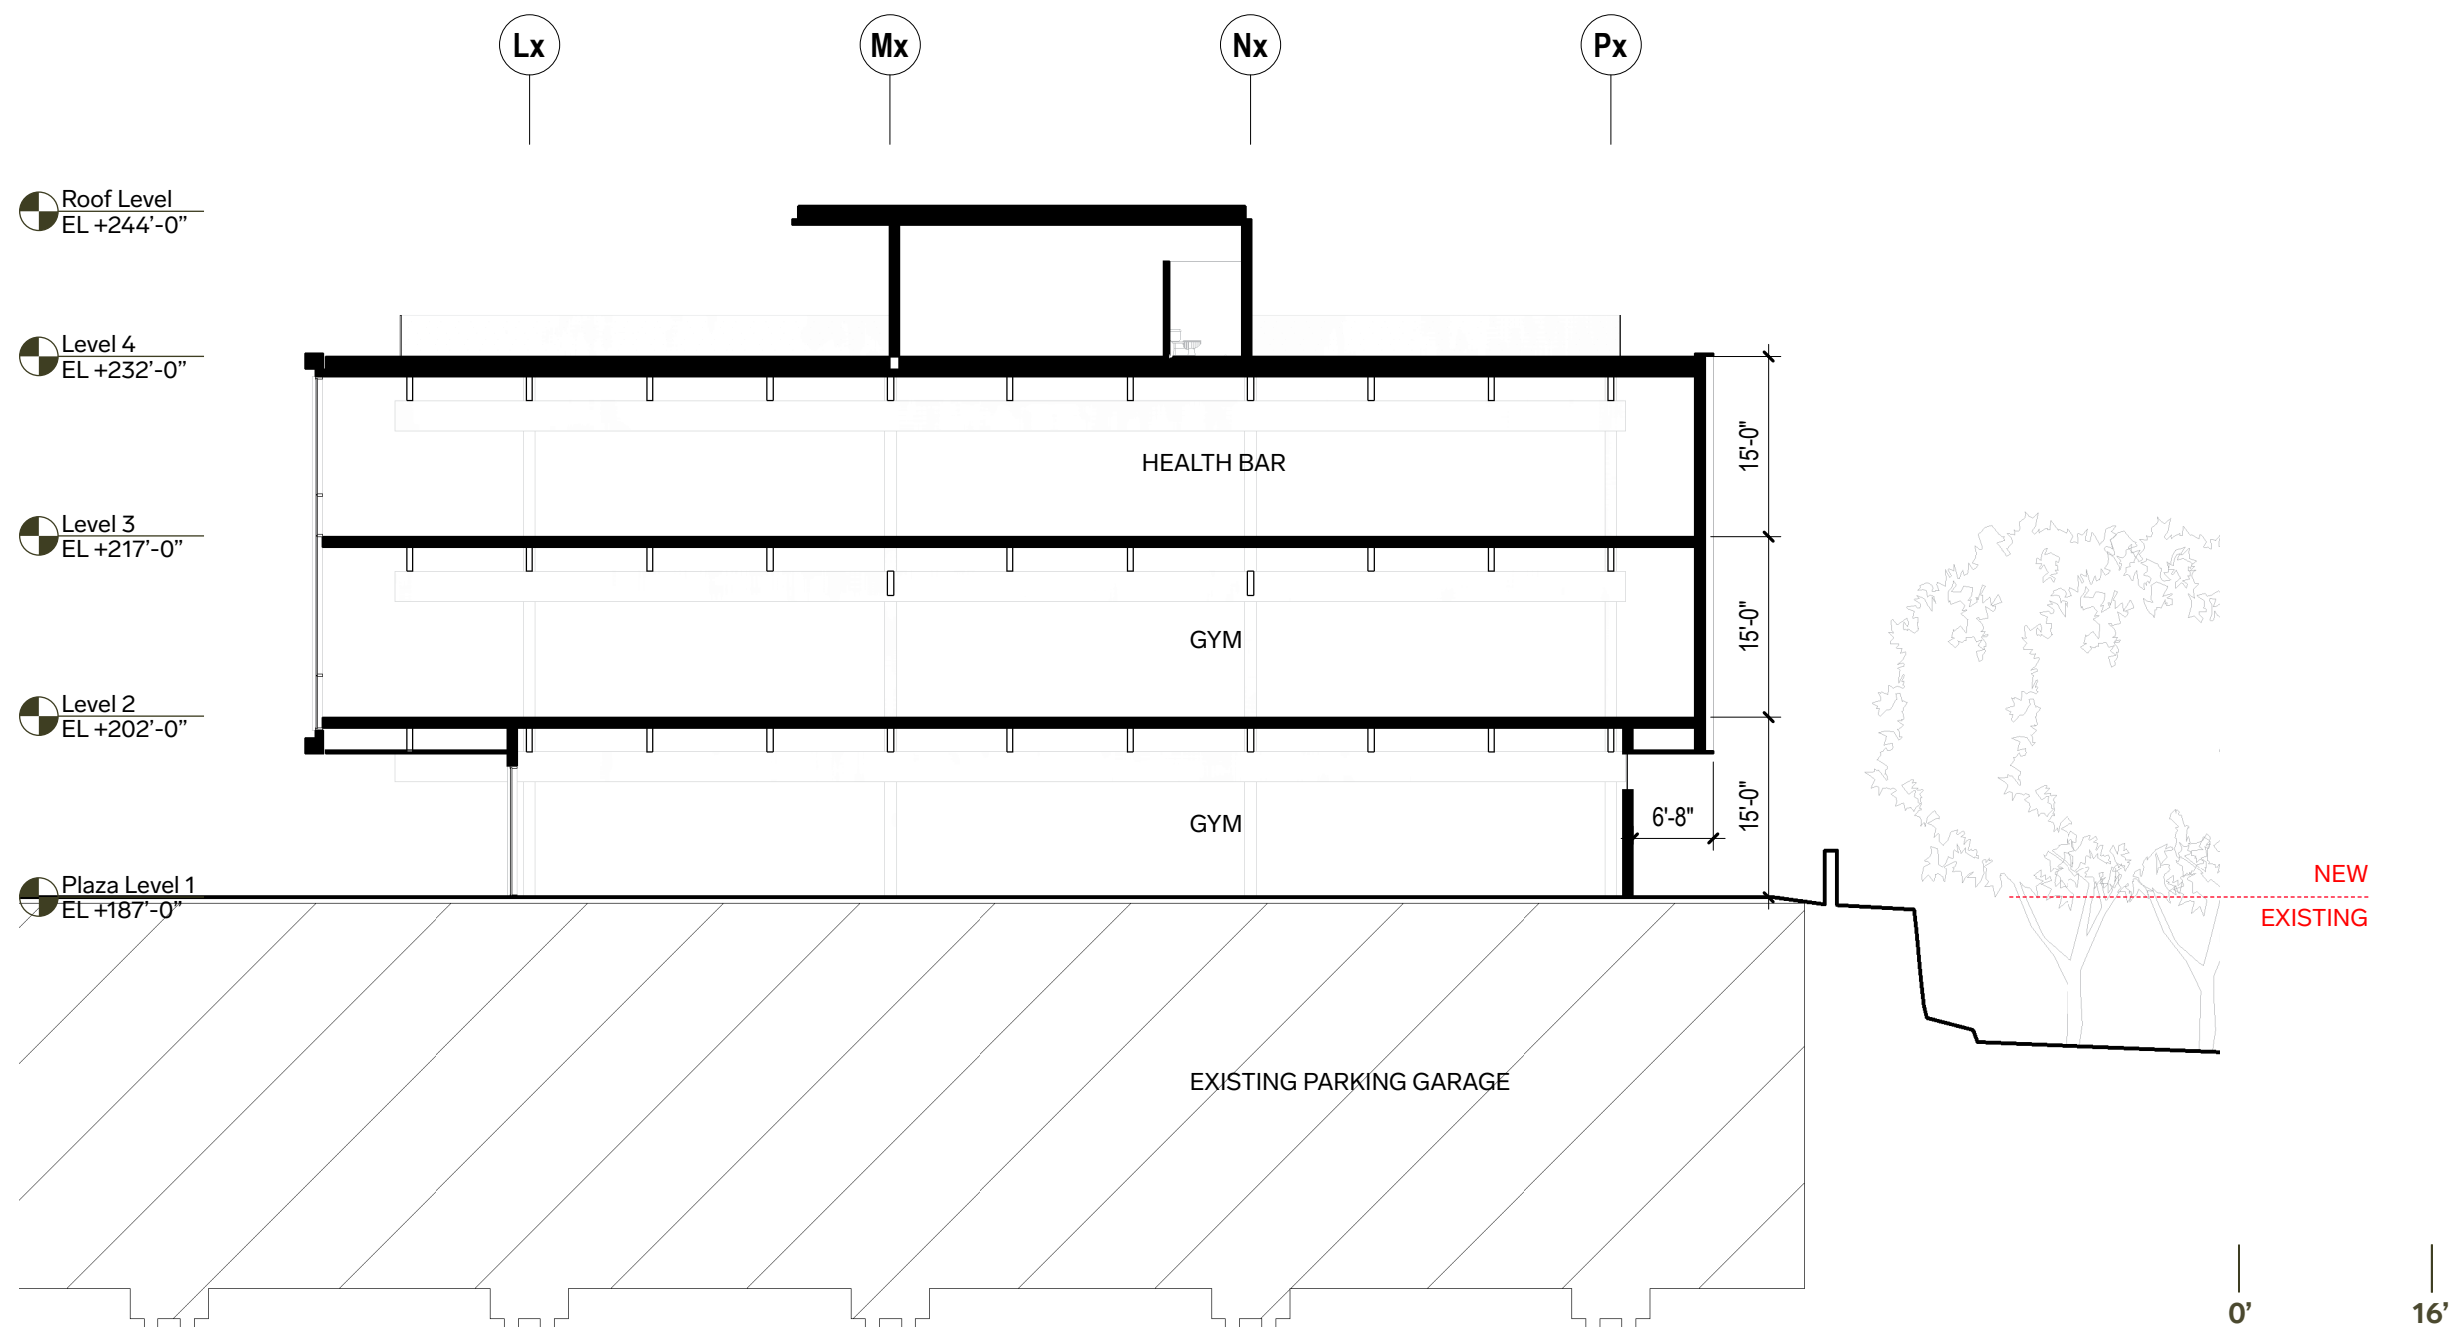 Lx
Mx
Nx
Px
Roof Level
EL +244’-0”
Level 4
EL +232’-0”
15'-0"
HEALTH BAR
Level 3
EL +217’-0”
15'-0"
GYM
Level 2
EL +202’-0”
15'-0"
6'-8"
GYM
NEW
Plaza Level 1
EL +187’-0”
EXISTING
EXISTING PARKING GARAGE
0’
16’